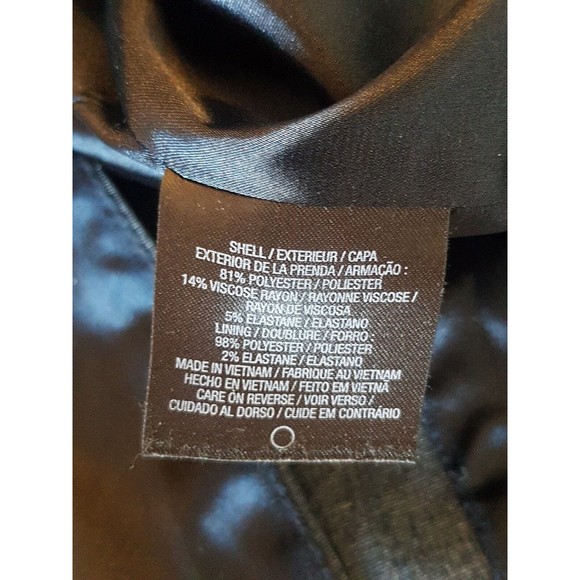 SHELL / EXTERIEUR / CAPA
EXTERIOR DE LA PRENDA / ARMAÇÃO :
81% POLYESTER / POLIESTER
14% VISCOSE RAYON / RAYONNE VISCOSE /
RAYON DE VISCOSA
5% ELASTANE / ELASTANO
LINING / DOUBLURE / FORRO :
98% POLYESTER / POLIESTER
2% ELASTANE / ELASTANO
MADE IN VIETNAM / FABRIQUE AU VIETNAM
HECHO EN VIETNAM / FEITO EM VIETNÃ
CARE ON REVERSE / VOIR VERSO /
CUIDADO AL DORSO / CUIDE EM CONTRÁRIO